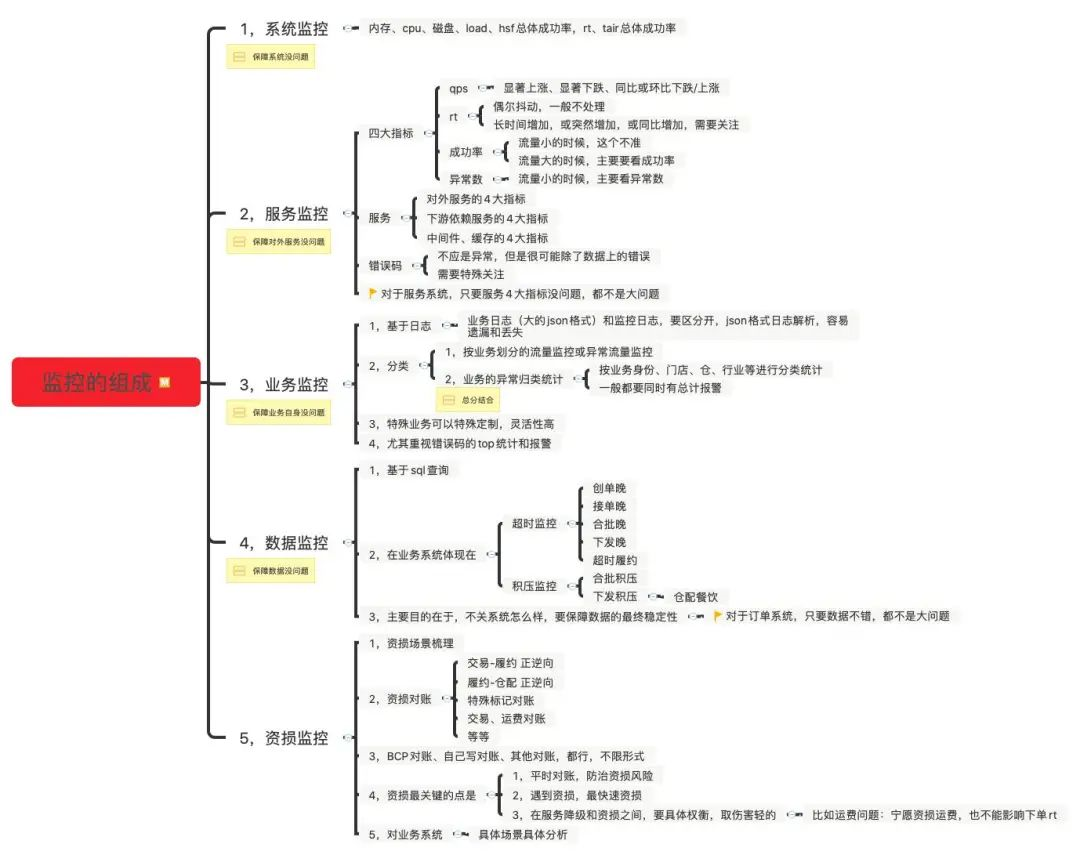 监控的组成
1，系统监控
保障系统没问题
内存、cpu、磁盘、load、hsf总体成功率，rt、tair总体成功率
2，服务监控
保障对外服务没问题
四大指标
qps
显著上涨、显著下跌、同比或环比下跌/上涨
rt
偶尔抖动，一般不处理
长时间增加，或突然增加，或同比增加，需要关注
成功率
流量小的时候，这个不准
流量大的时候，主要要看成功率
异常数
流量小的时候，主要看异常数
服务
对外服务的4大指标
下游依赖服务的4大指标
中间件、缓存的4大指标
错误码
不应是异常，但是很可能除了数据上的错误
需要特殊关注
对于服务系统，只要服务4大指标没问题，都不是大问题
3，业务监控
保障业务自身没问题
1，基于日志
业务日志（大的json格式）和监控日志，要区分开，json格式日志解析，容易
遗漏和丢失
2，分类
1，按业务划分的流量监控或异常流量监控
2，业务的异常归类统计
总分结合
按业务身份、门店、仓、行业等进行分类统计
一般都要同时有总计报警
3，特殊业务可以特殊定制，灵活性高
4，尤其重视错误码的top统计和报警
4，数据监控
保障数据没问题
1，基于sql查询
2，在业务系统体现在
超时监控
创单晚
接单晚
合批晚
下发晚
超时履约
积压监控
合批积压
下发积压
仓配餐饮
3，主要目的在于，不关系统怎么样，要保障数据的最终稳定性
对于订单系统，只要数据不错，都不是大问题
5，资损监控
1，资损场景梳理
2，资损对账
交易-履约 正逆向
履约-仓配 正逆向
特殊标记对账
交易、运费对账
等等
3，BCP对账、自己写对账、其他对账，都行，不限形式
4，资损最关键的点是
1，平时对账，防治资损风险
2，遇到资损，最快速资损
3，在服务降级和资损之间，要具体权衡，取伤害轻的
比如运费问题：宁愿资损运费，也不能影响下单rt
5，对业务系统
具体场景具体分析